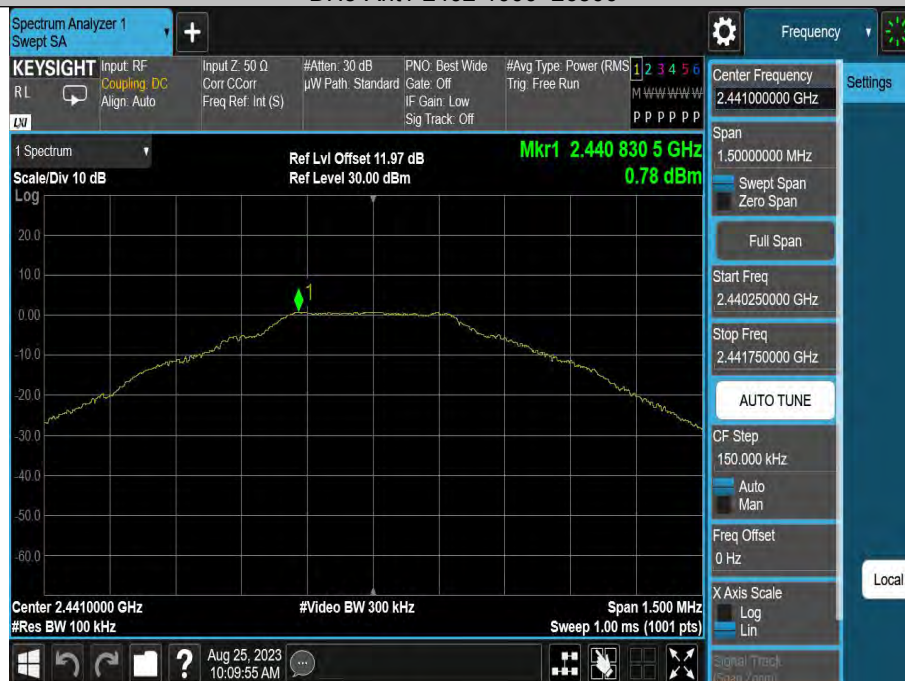 Spectrum Analyzer 1
Swept SA
+
Frequency
KEYSIGHT
RL
LXI
Input: RF
Coupling: DC
Align: Auto
Input Z: 50 Ω
Corr CCorr
Freq Ref: Int (S)
#Atten: 30 dB
µW Path: Standard
PNO: Best Wide
Gate: Off
IF Gain: Low
Sig Track: Off
#Avg Type: Power (RMS
Trig: Free Run
1 2 3 4 5 6
M W W W W W
P P P P P P
1 Spectrum
Scale/Div 10 dB
Log
Ref Lvl Offset 11.97 dB
Ref Level 30.00 dBm
Mkr1 2.440 830 5 GHz
0.78 dBm
20.0
10.0
0.00
-10.0
-20.0
-30.0
-40.0
-50.0
-60.0
1
Center 2.4410000 GHz
#Res BW 100 kHz
#Video BW 300 kHz
Span 1.500 MHz
Sweep 1.00 ms (1001 pts)
Center Frequency
2.441000000 GHz
Settings
Span
1.50000000 MHz
Swept Span
Zero Span
Full Span
Start Freq
2.440250000 GHz
Stop Freq
2.441750000 GHz
AUTO TUNE
CF Step
150.000 kHz
Auto
Man
Freq Offset
0 Hz
Local
X Axis Scale
Log
Lin
Signal Track
(Span Zoom)
?
Aug 25, 2023
10:09:55 AM